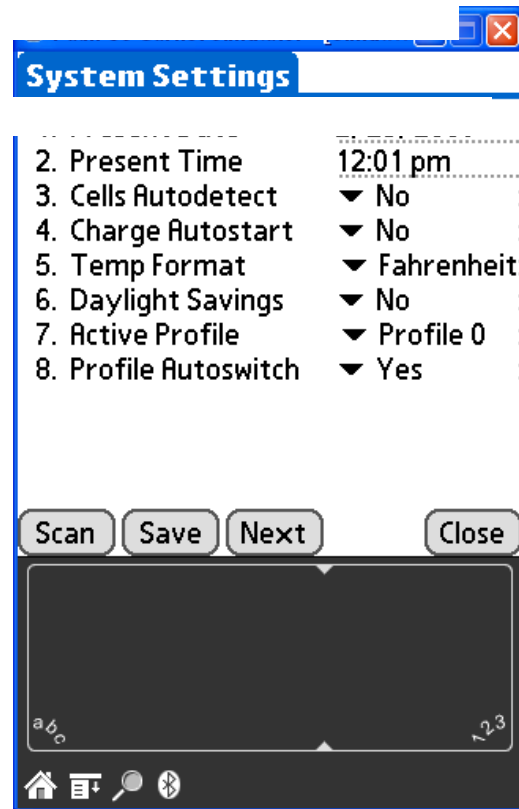 System Settings
2. Present Time 12:01 pm
3. Cells Autodetect No
4. Charge Autostart No
5. Temp Format Fahrenheit
6. Daylight Savings No
7. Active Profile Profile 0
8. Profile Autoswitch Yes
Scan Save Next Close
abc 123